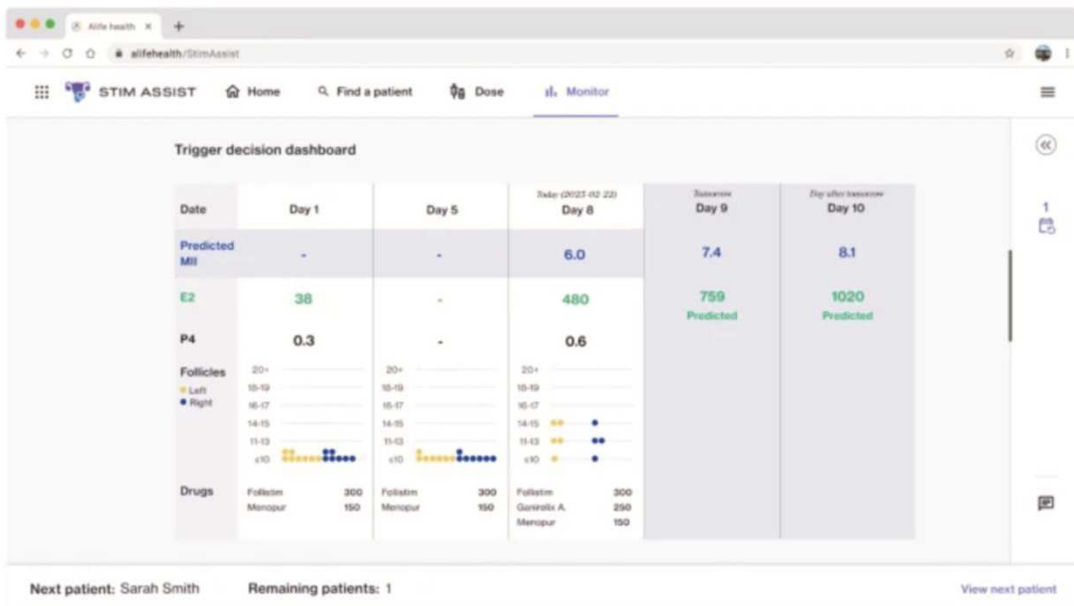 Alife health
alifehealth/StimAssist
STIM ASSIST Home Find a patient Dose Monitor
Trigger decision dashboard
Today (2023-02-22) Tomorrow Day after tomorrow
Date Day 1 Day 5 Day 8 Day 9 Day 10
Predicted MII - - 6.0 7.4 8.1
E2 38 - 480 759 1020
Predicted Predicted
P4 0.3 - 0.6
Follicles 20+ 20+ 20+
Left 18-19 18-19 18-19
Right 16-17 16-17 16-17
14-15 14-15 14-15
11-13 11-13 11-13
≤10 ≤10 ≤10
Drugs Follistim 300 Follistim 300 Follistim 300
Menopur 150 Menopur 150 Ganirelix A. 250
Menopur 150
1
Next patient: Sarah Smith Remaining patients: 1 View next patient